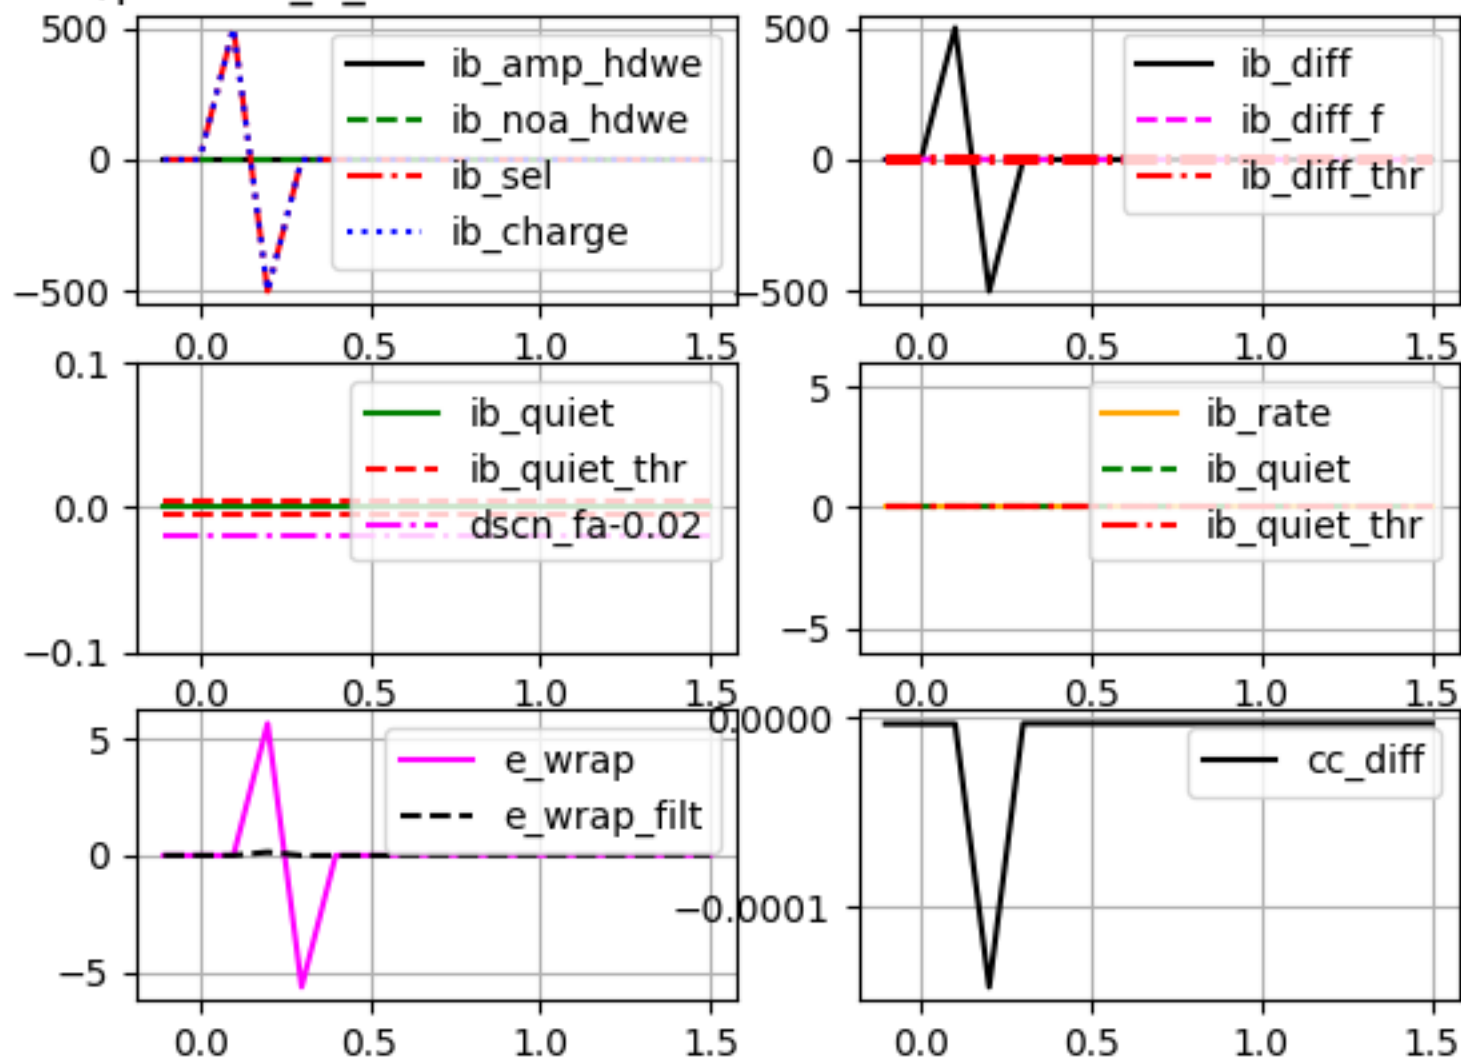 500
0
−500
0.0 0.5 1.0 1.5
ib_amp_hdwe
ib_noa_hdwe
ib_sel
ib_charge
500
0
−500
0.0 0.5 1.0 1.5
ib_diff
ib_diff_f
ib_diff_thr
0.1
0.0
−0.1
0.0 0.5 1.0 1.5
ib_quiet
ib_quiet_thr
dscn_fa-0.02
5
0
−5
0.0 0.5 1.0 1.5
ib_rate
ib_quiet
ib_quiet_thr
5
0
−5
0.0 0.5 1.0 1.5
e_wrap
e_wrap_filt
0.0000
−0.0001
0.0 0.5 1.0 1.5
cc_diff